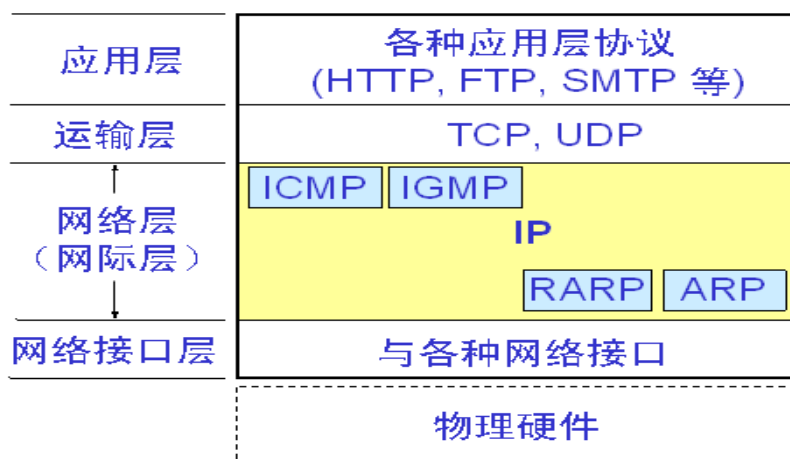 应用层
各种应用层协议
(HTTP, FTP, SMTP 等)
运输层
TCP, UDP
网络层
（网际层）
ICMP
IGMP
IP
RARP
ARP
网络接口层
与各种网络接口
物理硬件